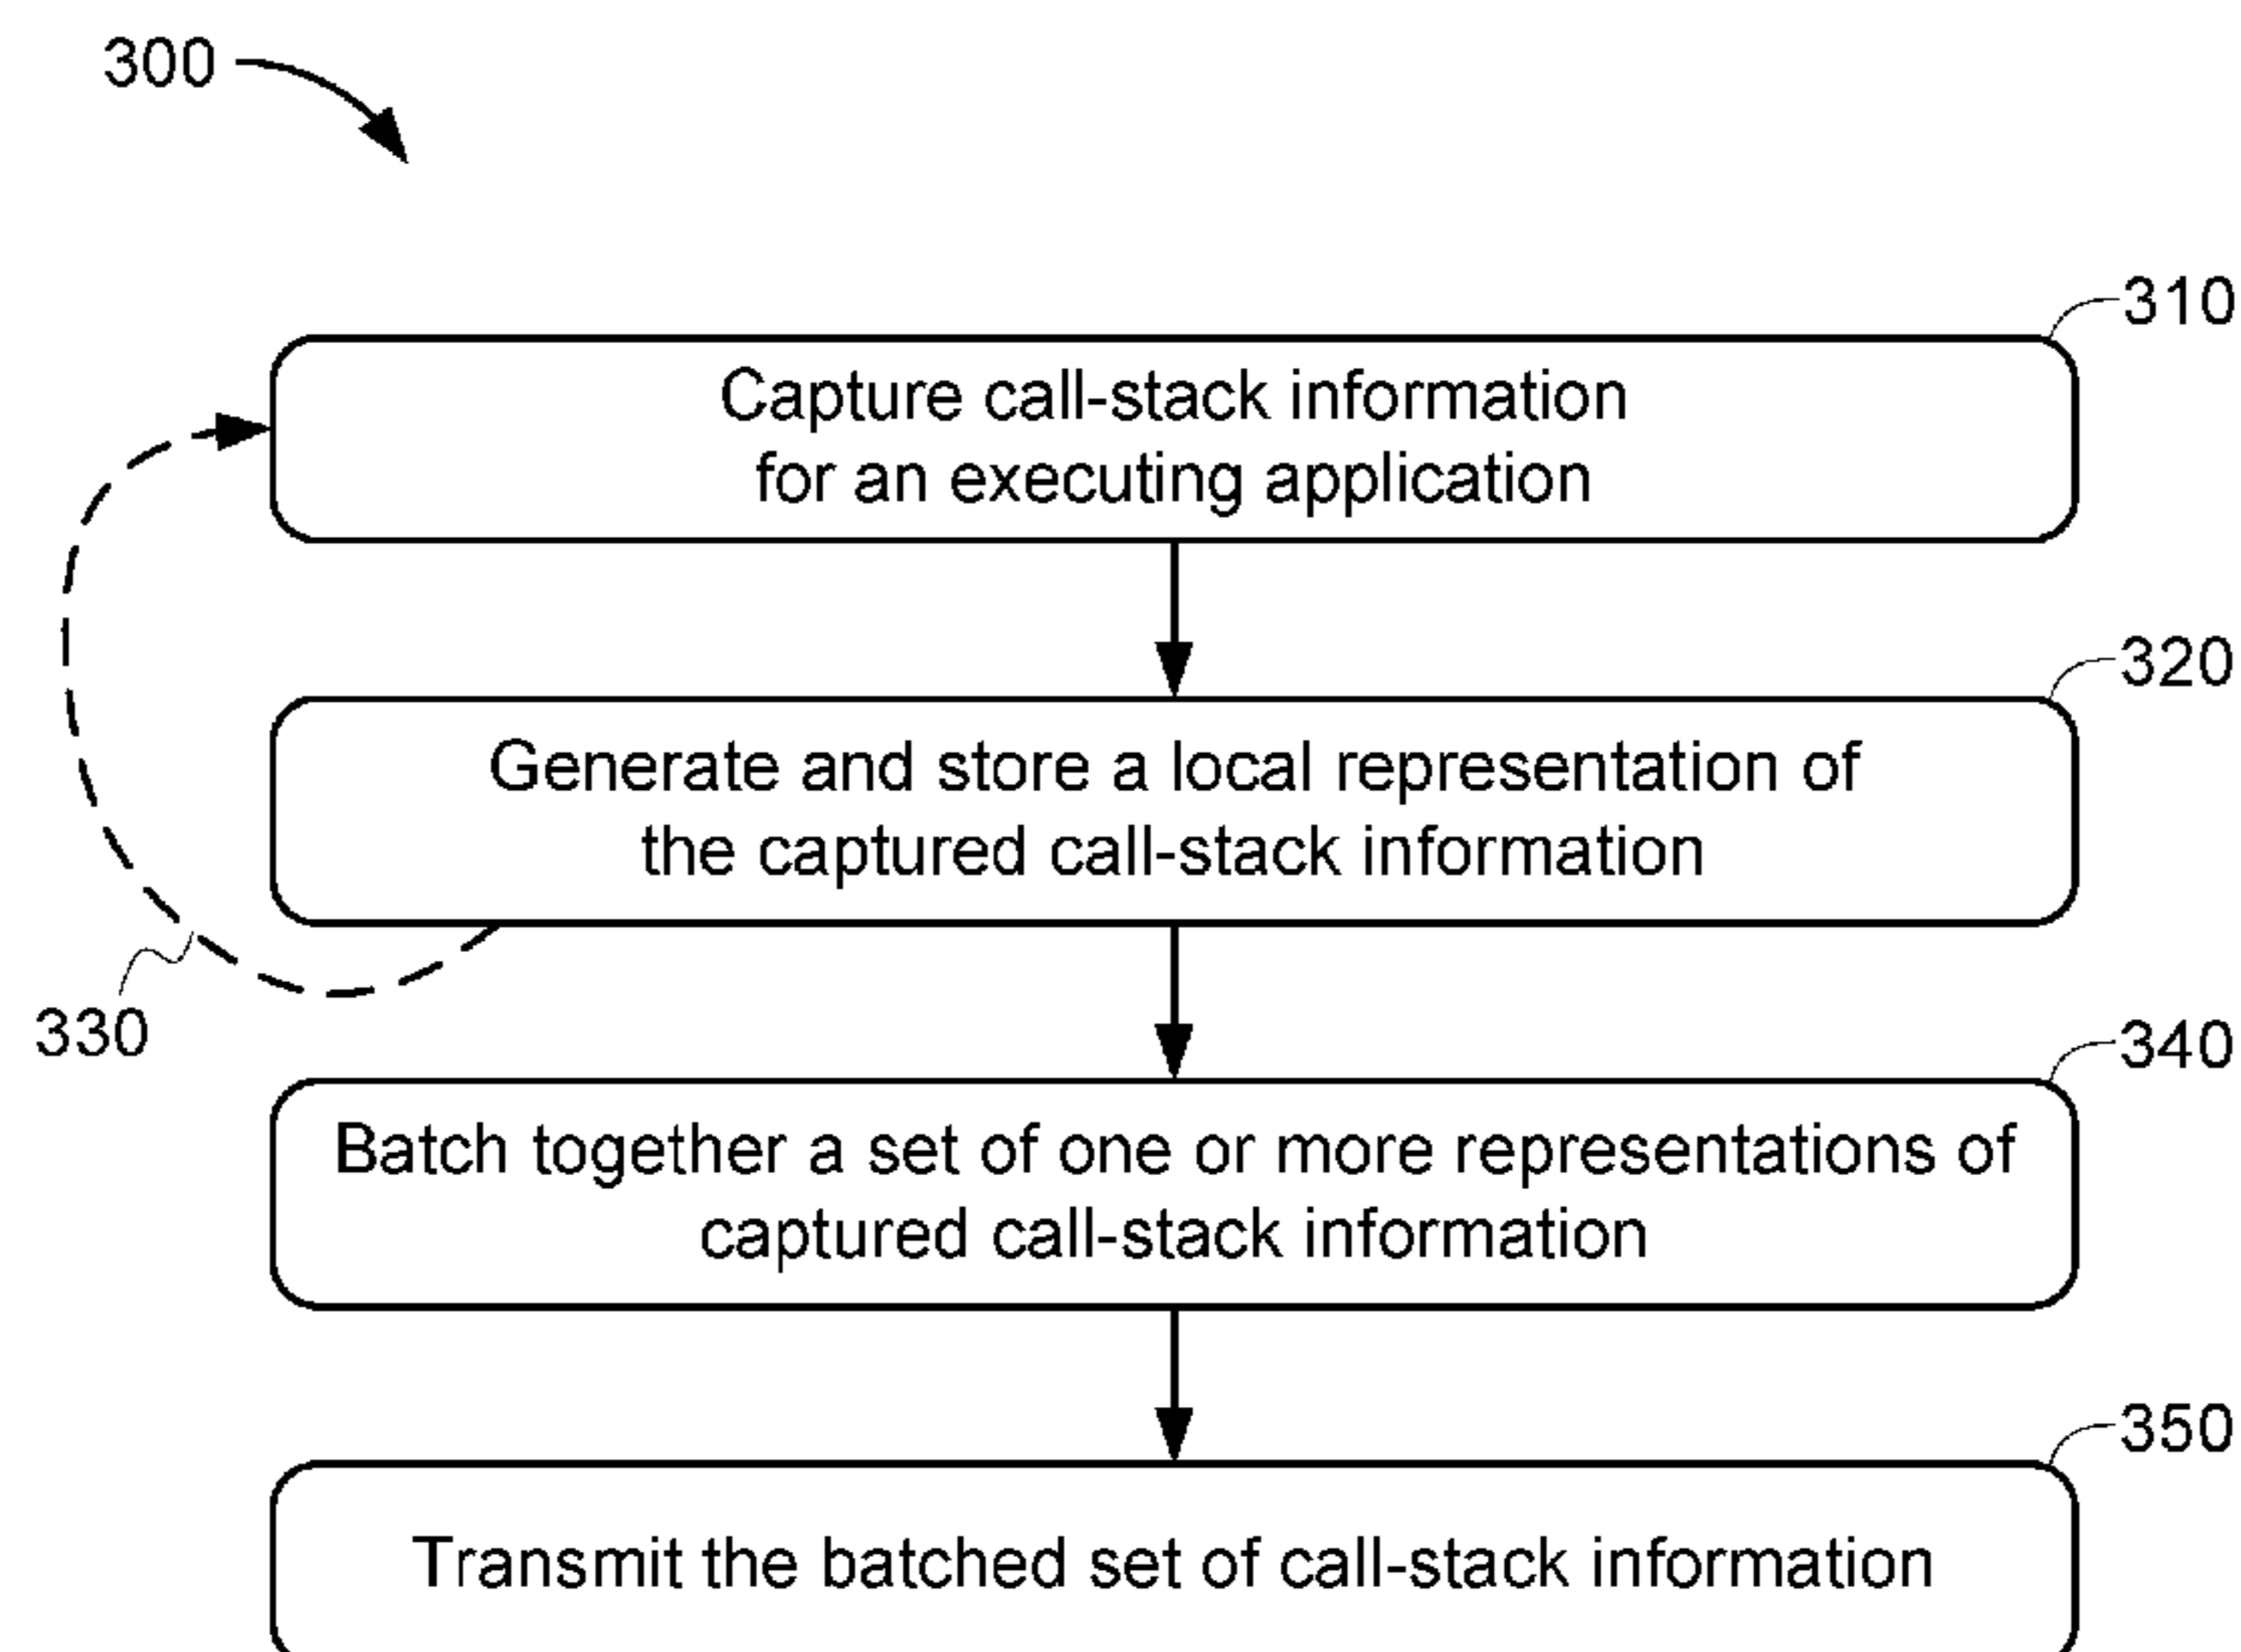 300
310
Capture call-stack information
for an executing application
320
Generate and store a local representation of
the captured call-stack information
330
340
Batch together a set of one or more representations of
captured call-stack information
350
Transmit the batched set of call-stack information